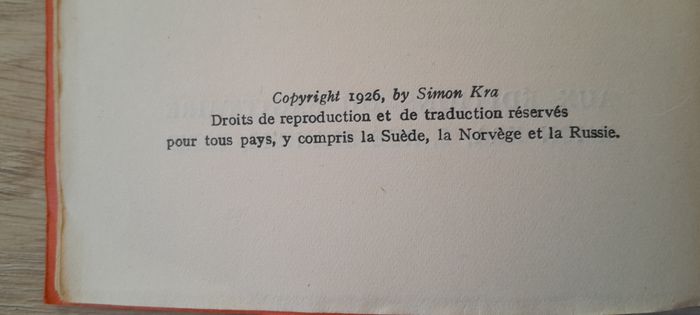 Copyright 1926, by Simon Kra
Droits de reproduction et de traduction réservés
pour tous pays, y compris la Suède, la Norvège et la Russie.